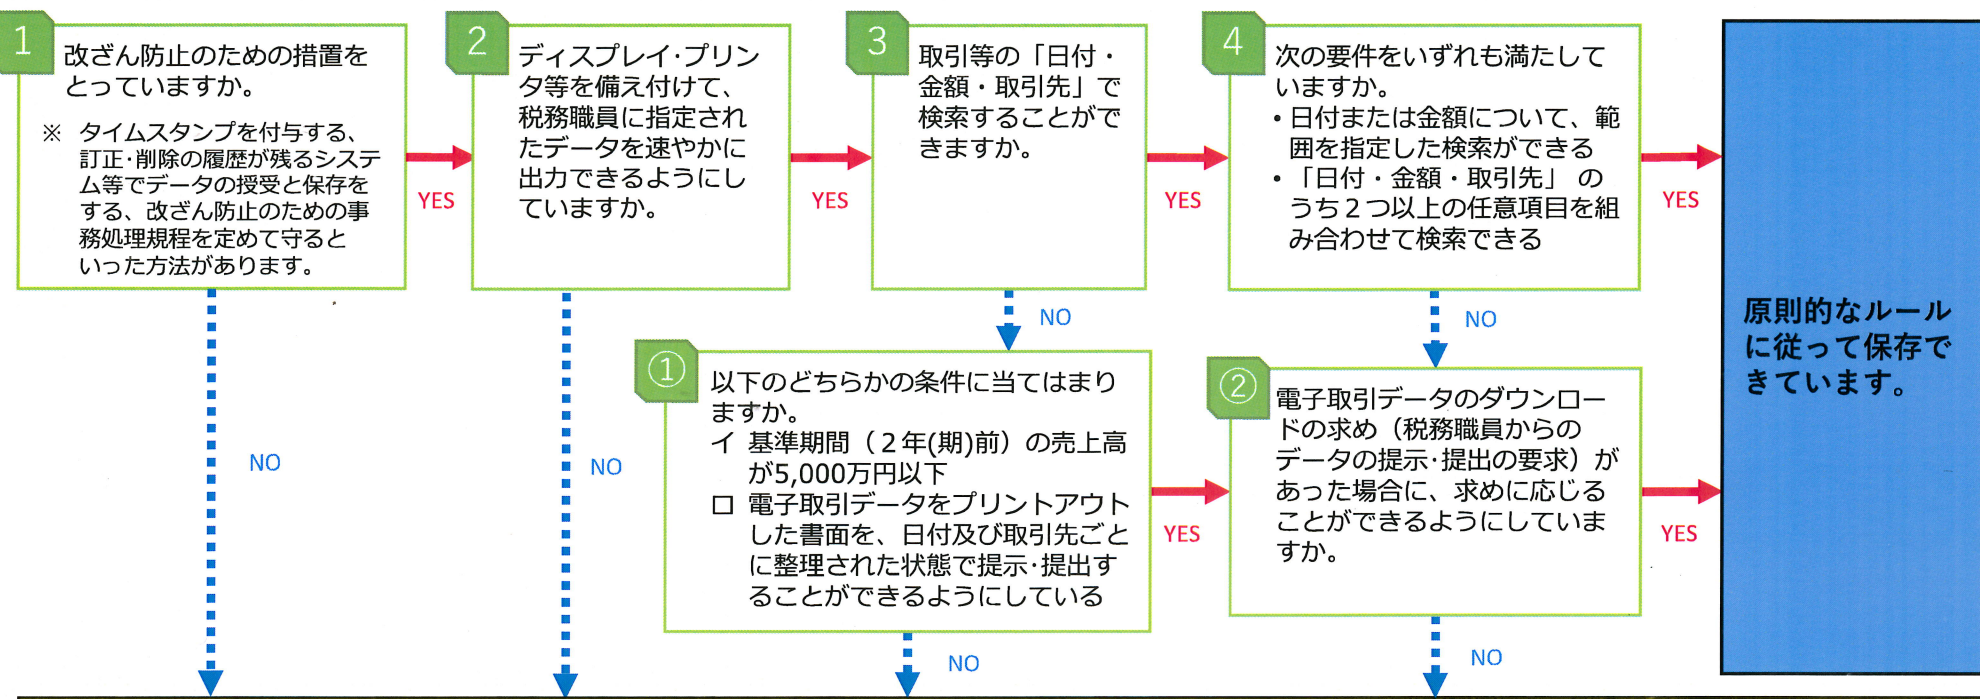 1
改ざん防止のための措置を
とっていますか。
※ タイムスタンプを付与する、
訂正･削除の履歴が残るシステ
ム等でデータの授受と保存を
する、改ざん防止のための事
務処理規程を定めて守ると
いった方法があります。
YES
NO
2
ディスプレイ･プリン
タ等を備え付けて、
税務職員に指定され
たデータを速やかに
出力できるようにし
ていますか。
YES
NO
3
取引等の「日付・
金額・取引先」で
検索することがで
きますか。
YES
NO
4
次の要件をいずれも満たして
いますか。
・日付または金額について、範
囲を指定した検索ができる
・「日付・金額・取引先」 の
うち２つ以上の任意項目を組
み合わせて検索できる
YES
NO
①
以下のどちらかの条件に当てはまり
ますか。
イ 基準期間（２年(期)前）の売上高
が5,000万円以下
ロ 電子取引データをプリントアウト
した書面を、日付及び取引先ごと
に整理された状態で提示･提出す
ることができるようにしている
YES
NO
②
電子取引データのダウンロー
ドの求め（税務職員からの
データの提示･提出の要求）が
あった場合に、求めに応じる
ことができるようにしていま
すか。
YES
NO
原則的なルール
に従って保存で
きています。